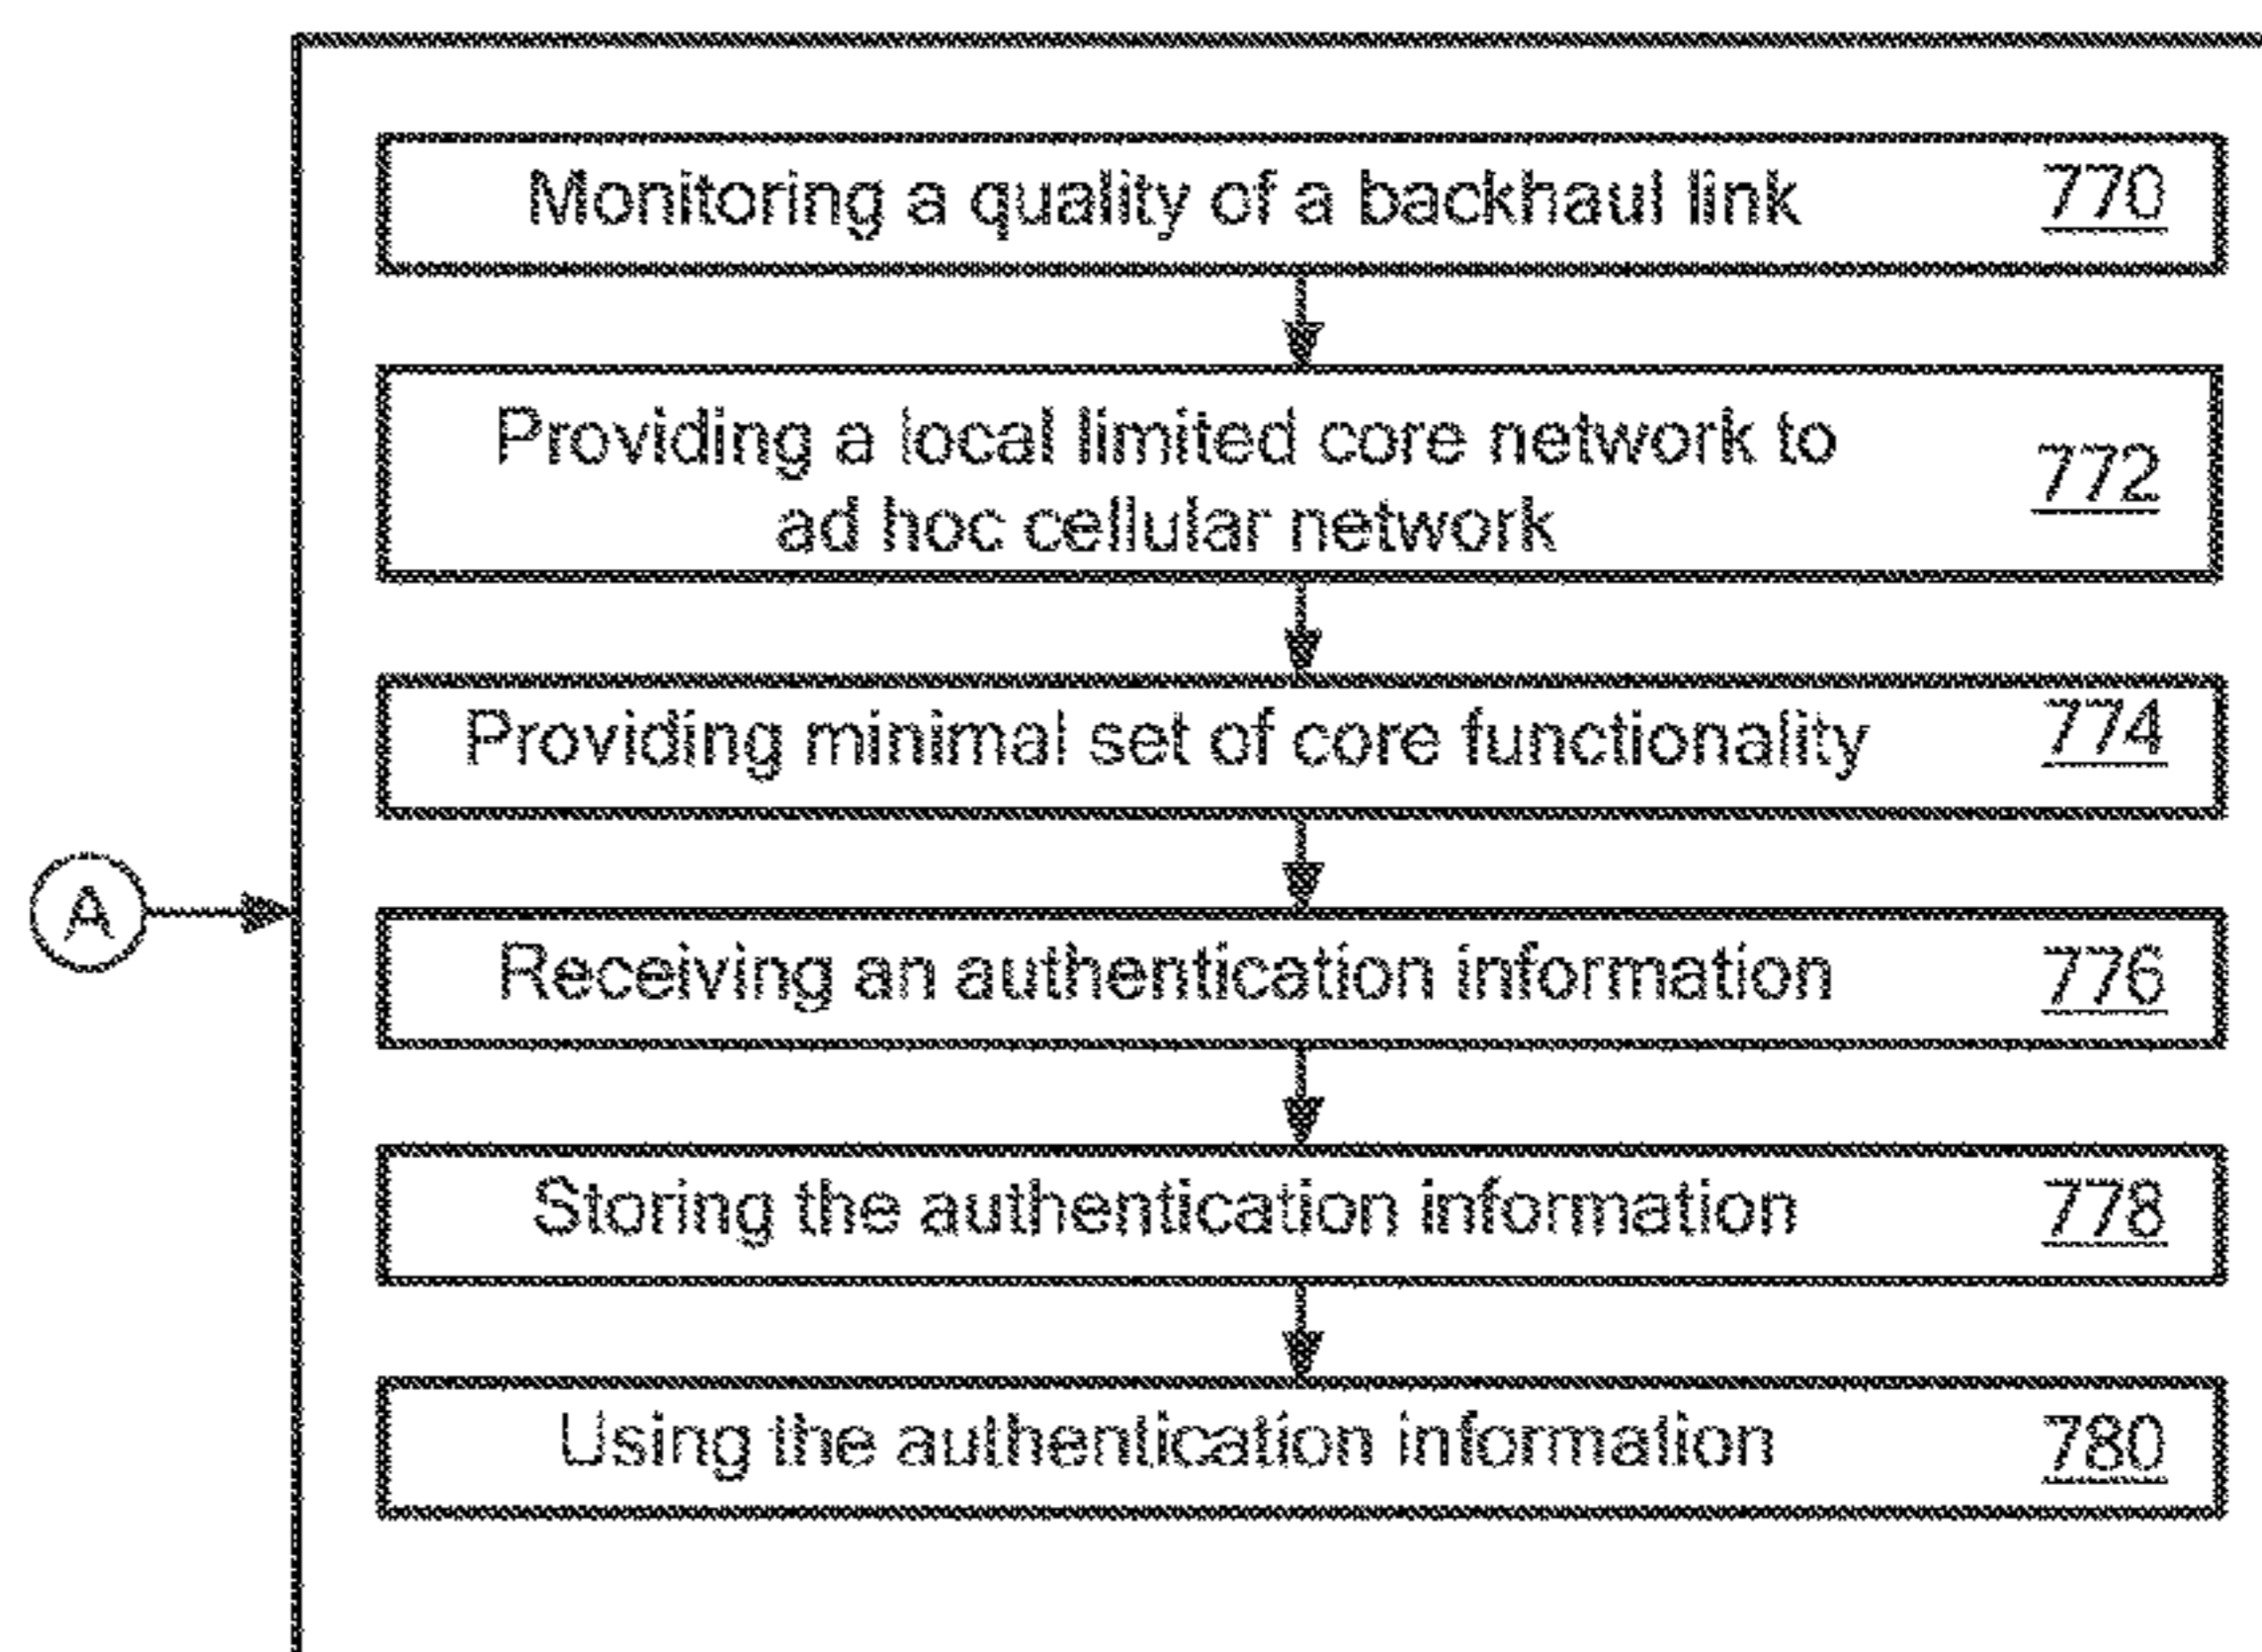 Monitoring a quality of a backhaul link 770
Providing a local limited core network to
ad hoc cellular network 772
Providing minimal set of core functionality 774
A
Receiving an authentication information 776
Storing the authentication information 778
Using the authentication information 780